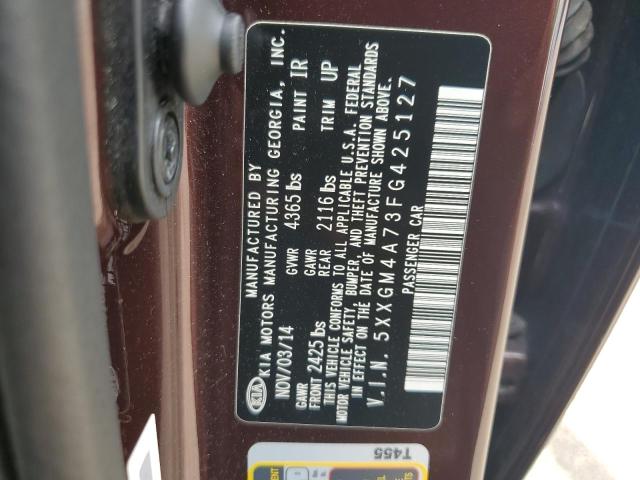 MANUFACTURED BY
KIA KIA MOTORS MANUFACTURING GEORGIA, INC.
NOV/03/14 GVWR 4365 lbs PAINT IR
GAWR FRONT 2425 lbs GAWR REAR 2116 lbs TRIM UP
THIS VEHICLE CONFORMS TO ALL APPLICABLE U.S.A. FEDERAL
MOTOR VEHICLE SAFETY, BUMPER, AND THEFT PREVENTION STANDARDS
IN EFFECT ON THE DATE OF MANUFACTURE SHOWN ABOVE.
V.I.N. 5XXGM4A73FG425127
PASSENGER CAR
T455